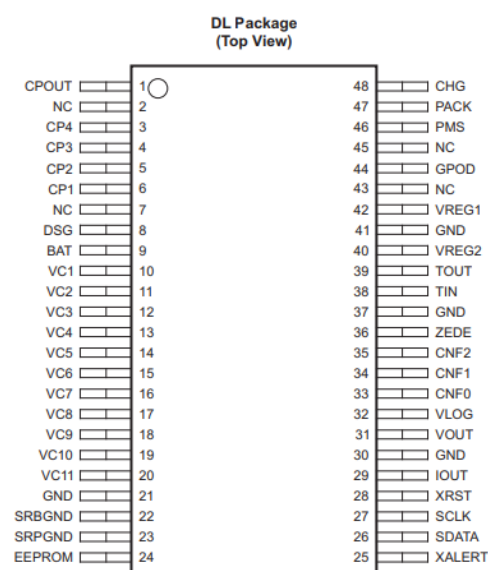 DL Package
(Top View)
CPOUT 1 48 CHG
NC 2 47 PACK
CP4 3 46 PMS
CP3 4 45 NC
CP2 5 44 GPOD
CP1 6 43 NC
NC 7 42 VREG1
DSG 8 41 GND
BAT 9 40 VREG2
VC1 10 39 TOUT
VC2 11 38 TIN
VC3 12 37 GND
VC4 13 36 ZEDE
VC5 14 35 CNF2
VC6 15 34 CNF1
VC7 16 33 CNF0
VC8 17 32 VLOG
VC9 18 31 VOUT
VC10 19 30 GND
VC11 20 29 IOUT
GND 21 28 XRST
SRBGND 22 27 SCLK
SRPGND 23 26 SDATA
EEPROM 24 25 XALERT